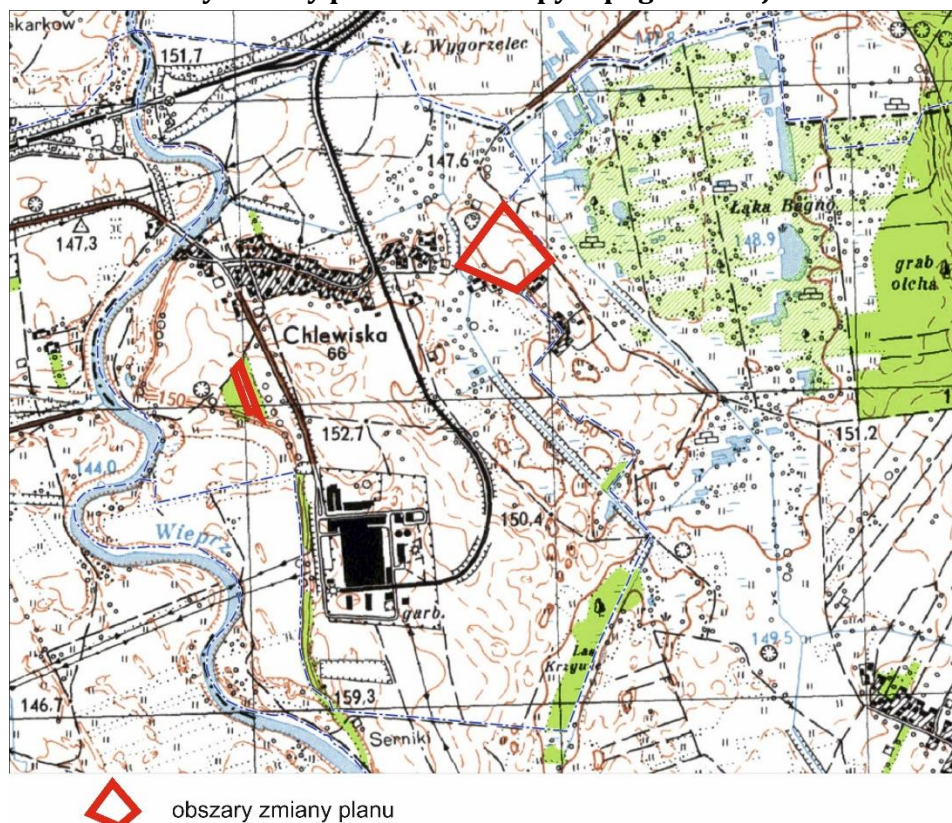 ekarkow
151.7
Ł. Wygorzelec
147.6
Łąka Bagno
148.9
grab
olcha
147,3
Chlewiska
66
150
152.7
151.2
144.0
150.4
Wieprz
garb.
149.5
Las
159.3
146.7
Serniki
obszary zmiany planu